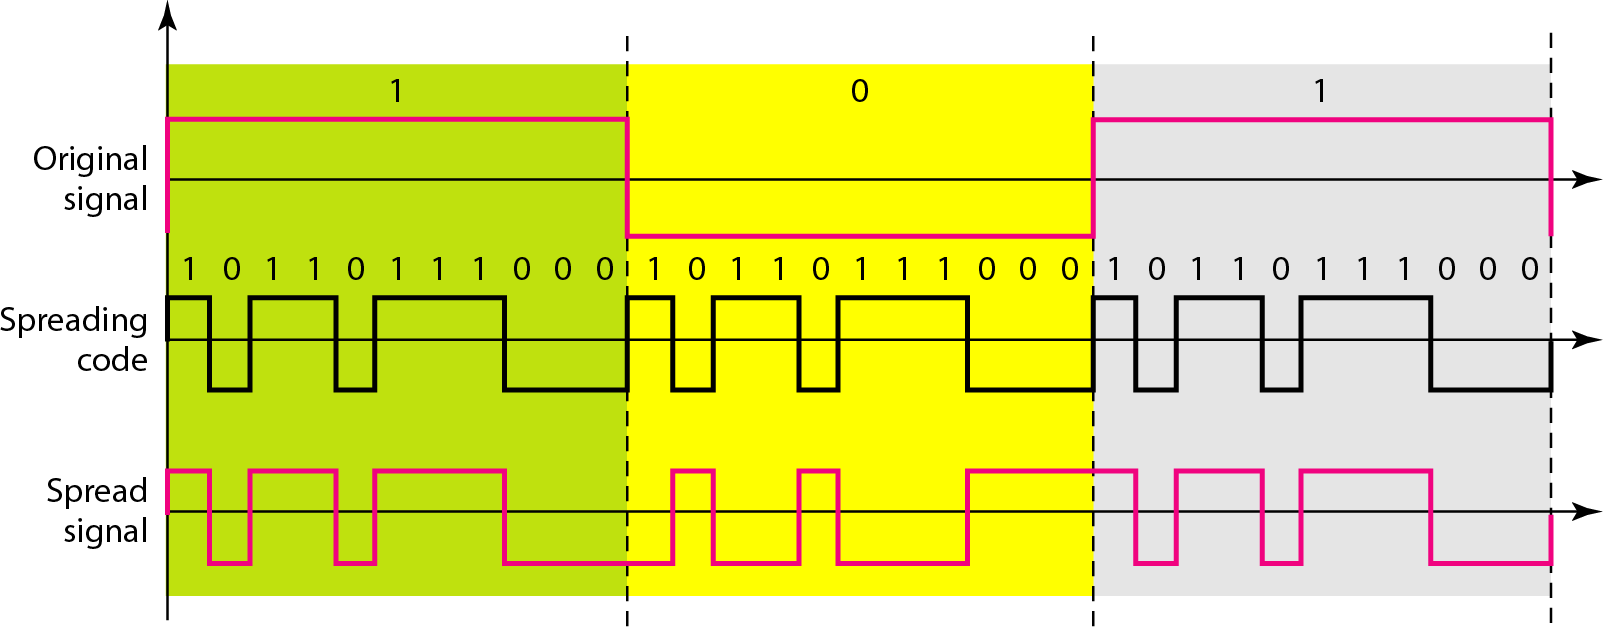 1 0 1
Original
signal
1 0 1 1 0 1 1 1 0 0 0 1 0 1 1 0 1 1 1 0 0 0 1 0 1 1 0 1 1 1 0 0 0
Spreading
code
Spread
signal